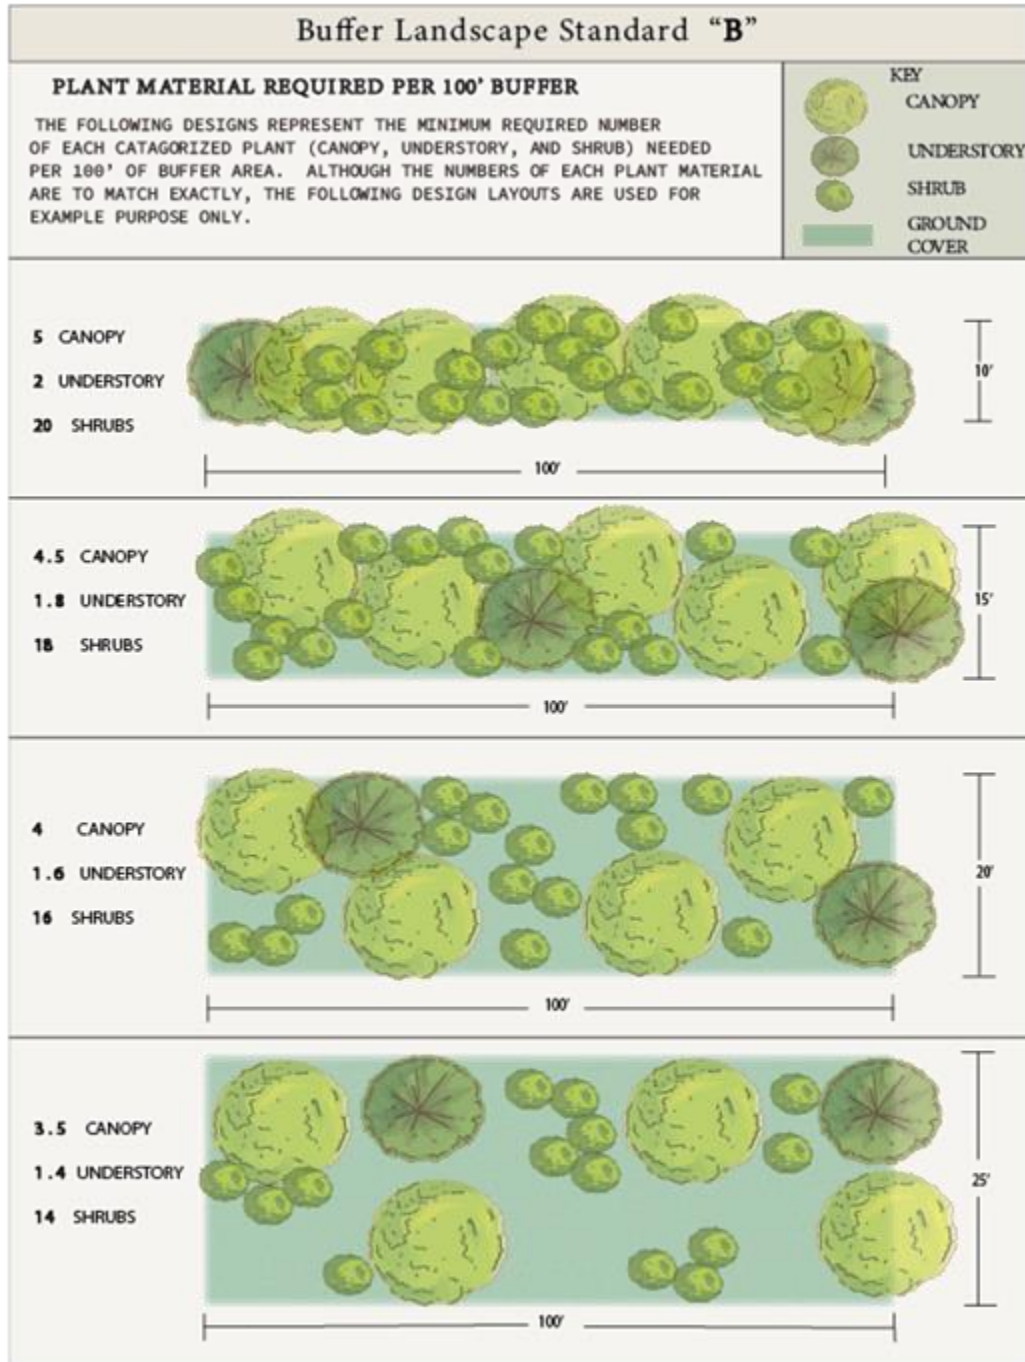 Buffer Landscape Standard “B”
PLANT MATERIAL REQUIRED PER 100' BUFFER
THE FOLLOWING DESIGNS REPRESENT THE MINIMUM REQUIRED NUMBER
OF EACH CATAGORIZED PLANT (CANOPY, UNDERSTORY, AND SHRUB) NEEDED
PER 100' OF BUFFER AREA. ALTHOUGH THE NUMBERS OF EACH PLANT MATERIAL
ARE TO MATCH EXACTLY, THE FOLLOWING DESIGN LAYOUTS ARE USED FOR
EXAMPLE PURPOSE ONLY.
KEY
CANOPY
UNDERSTORY
SHRUB
GROUND
COVER
5 CANOPY
2 UNDERSTORY
20 SHRUBS
10'
100'
4.5 CANOPY
1.8 UNDERSTORY
18 SHRUBS
15'
100'
4 CANOPY
1.6 UNDERSTORY
16 SHRUBS
20'
100'
3.5 CANOPY
1.4 UNDERSTORY
14 SHRUBS
25'
100'